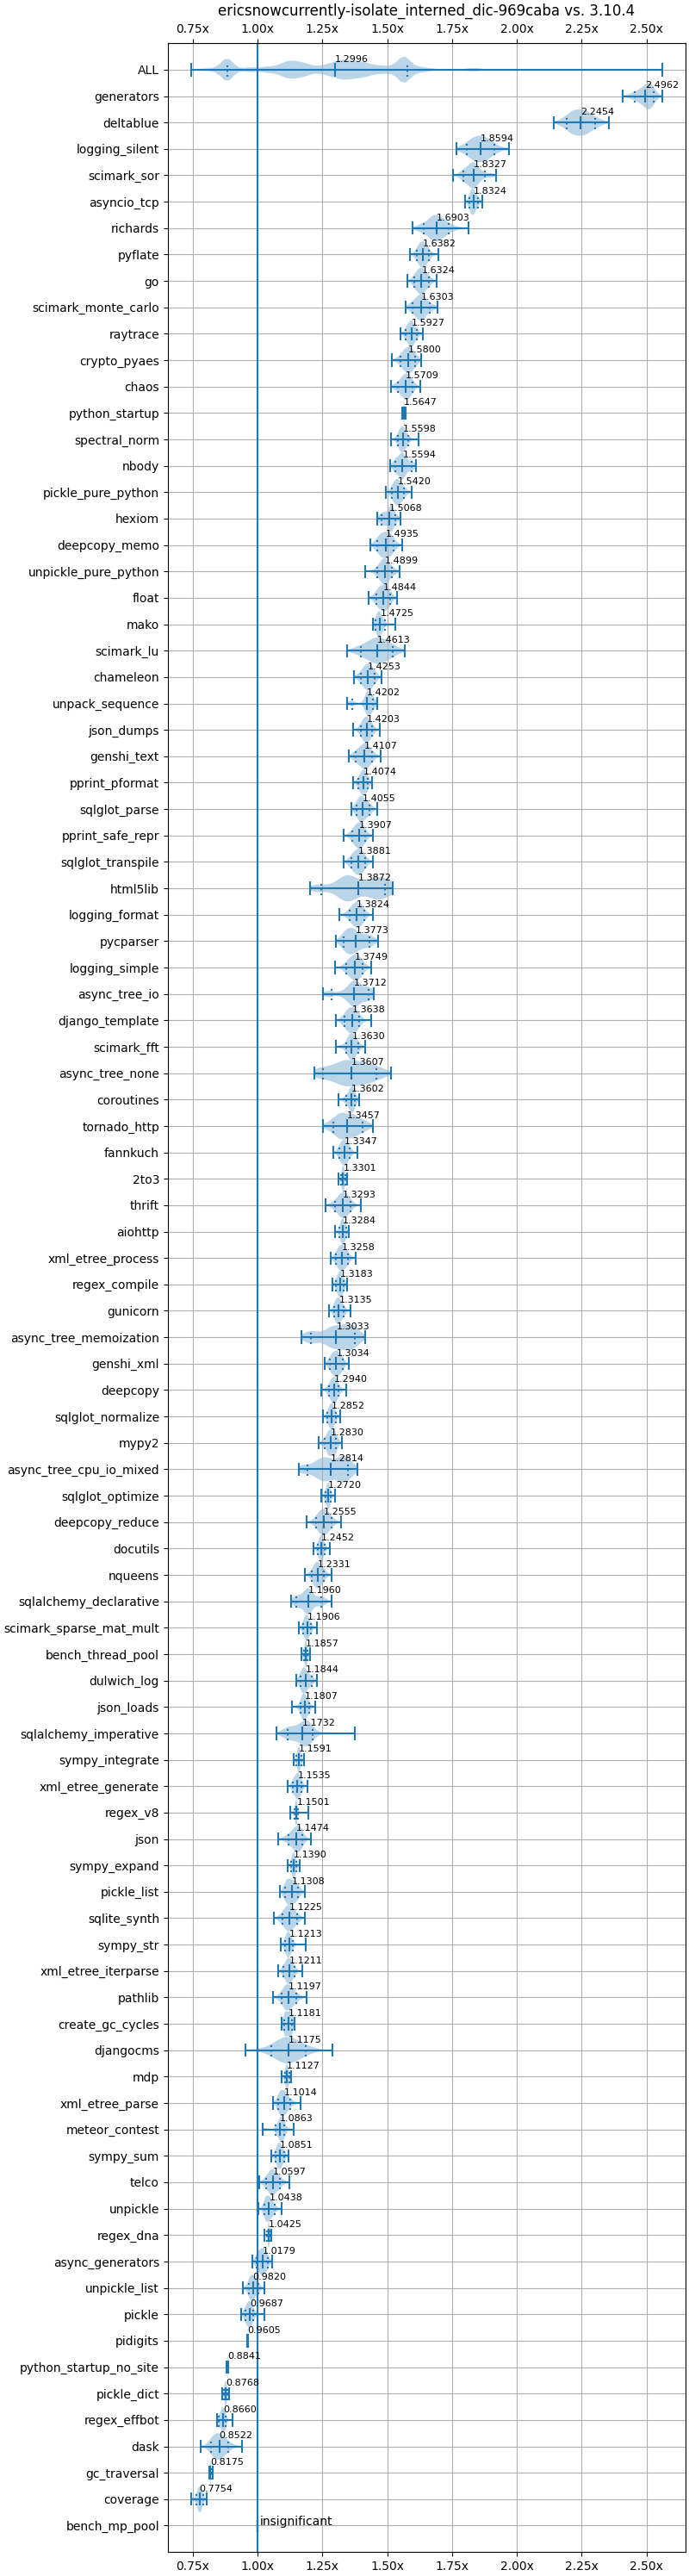 ericsnowcurrently-isolate_interned_dic-969caba vs. 3.10.4
0.75x 1.00x 1.25x 1.50x 1.75x 2.00x 2.25x 2.50x
ALL 1.2996
generators 2.4962
deltablue 2.2454
logging_silent 1.8594
scimark_sor 1.8327
asyncio_tcp 1.8324
richards 1.6903
pyflate 1.6382
go 1.6324
scimark_monte_carlo 1.6303
raytrace 1.5927
crypto_pyaes 1.5800
chaos 1.5709
python_startup 1.5647
spectral_norm 1.5598
nbody 1.5594
pickle_pure_python 1.5420
hexiom 1.5068
deepcopy_memo 1.4935
unpickle_pure_python 1.4899
float 1.4844
mako 1.4725
scimark_lu 1.4613
chameleon 1.4253
unpack_sequence 1.4202
json_dumps 1.4203
genshi_text 1.4107
pprint_pformat 1.4074
sqlglot_parse 1.4055
pprint_safe_repr 1.3907
sqlglot_transpile 1.3881
html5lib 1.3872
logging_format 1.3824
pycparser 1.3773
logging_simple 1.3749
async_tree_io 1.3712
django_template 1.3638
scimark_fft 1.3630
async_tree_none 1.3607
coroutines 1.3602
tornado_http 1.3457
fannkuch 1.3347
2to3 1.3301
thrift 1.3293
aiohttp 1.3284
xml_etree_process 1.3258
regex_compile 1.3183
gunicorn 1.3135
async_tree_memoization 1.3033
genshi_xml 1.3034
deepcopy 1.2940
sqlglot_normalize 1.2852
mypy2 1.2830
async_tree_cpu_io_mixed 1.2814
sqlglot_optimize 1.2720
deepcopy_reduce 1.2555
docutils 1.2452
nqueens 1.2331
sqlalchemy_declarative 1.1960
scimark_sparse_mat_mult 1.1906
bench_thread_pool 1.1857
dulwich_log 1.1844
json_loads 1.1807
sqlalchemy_imperative 1.1732
sympy_integrate 1.1591
xml_etree_generate 1.1535
regex_v8 1.1501
json 1.1474
sympy_expand 1.1390
pickle_list 1.1308
sqlite_synth 1.1225
sympy_str 1.1213
xml_etree_iterparse 1.1211
pathlib 1.1197
create_gc_cycles 1.1181
djangocms 1.1175
mdp 1.1127
xml_etree_parse 1.1014
meteor_contest 1.0863
sympy_sum 1.0851
telco 1.0597
unpickle 1.0438
regex_dna 1.0425
async_generators 1.0179
unpickle_list 0.9820
pickle 0.9687
pidigits 0.9605
python_startup_no_site 0.8841
pickle_dict 0.8768
regex_effbot 0.8660
dask 0.8522
gc_traversal 0.8175
coverage 0.7754
bench_mp_pool insignificant
0.75x 1.00x 1.25x 1.50x 1.75x 2.00x 2.25x 2.50x